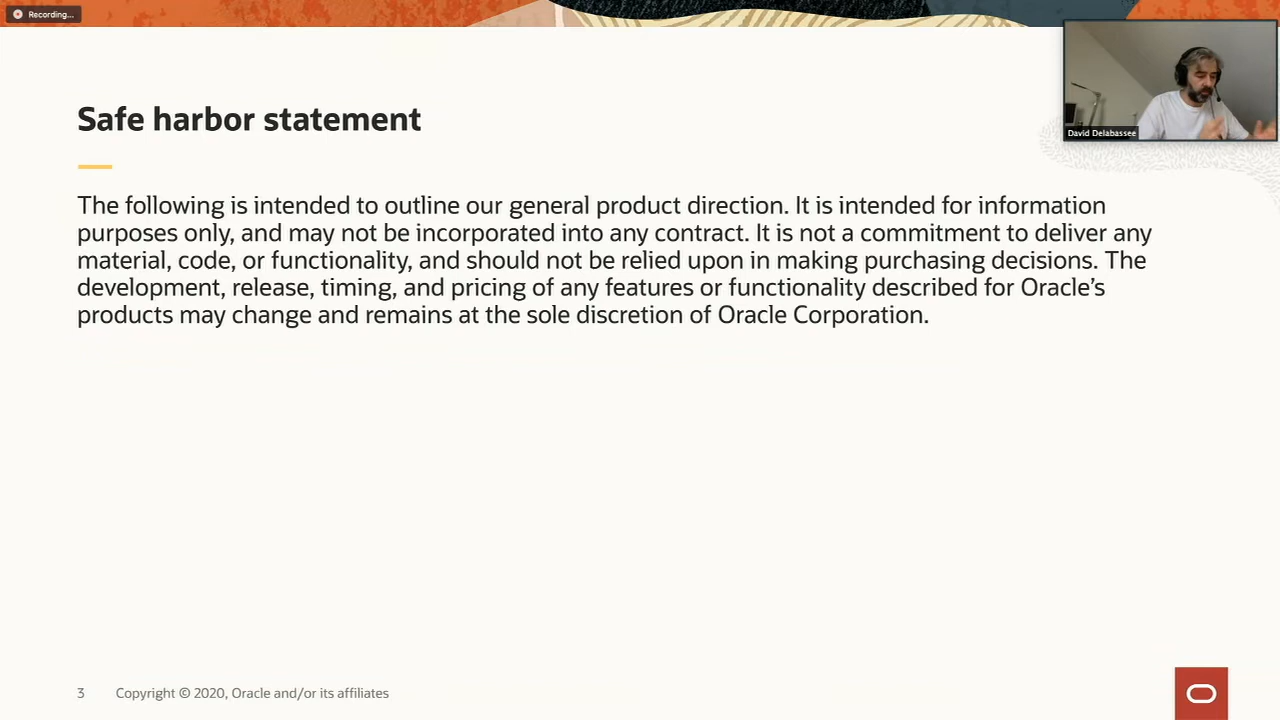 Recording...
David Delabassee
Safe harbor statement
The following is intended to outline our general product direction. It is intended for information
purposes only, and may not be incorporated into any contract. It is not a commitment to deliver any
material, code, or functionality, and should not be relied upon in making purchasing decisions. The
development, release, timing, and pricing of any features or functionality described for Oracle’s
products may change and remains at the sole discretion of Oracle Corporation.
3 Copyright © 2020, Oracle and/or its affiliates